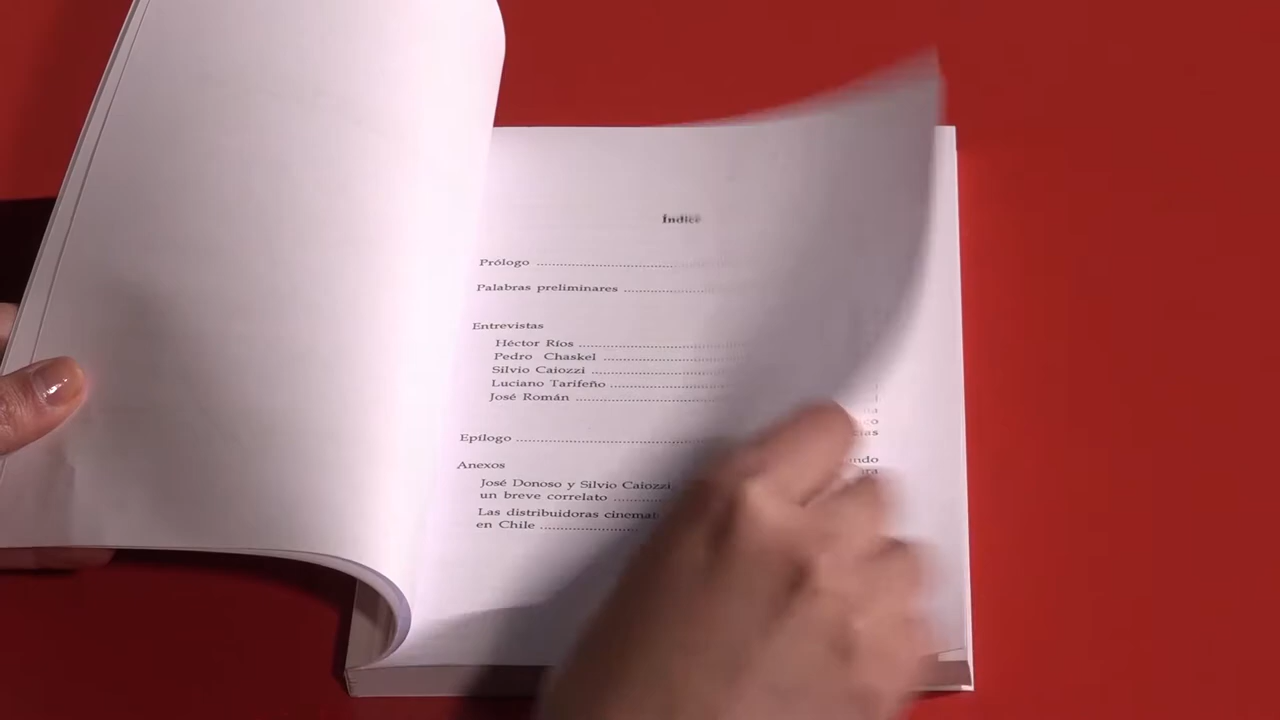 Índice
Prólogo ..............................
Palabras preliminares ..................
Entrevistas
Héctor Ríos ..............................
Pedro Chaskel ..............................
Silvio Caiozzi ..............................
Luciano Tarifeño ..............................
José Román ..............................
Epílogo ........................................
Anexos
José Donoso y Silvio Caiozzi
un breve correlato ............
Las distribuidoras
en Chile ........................